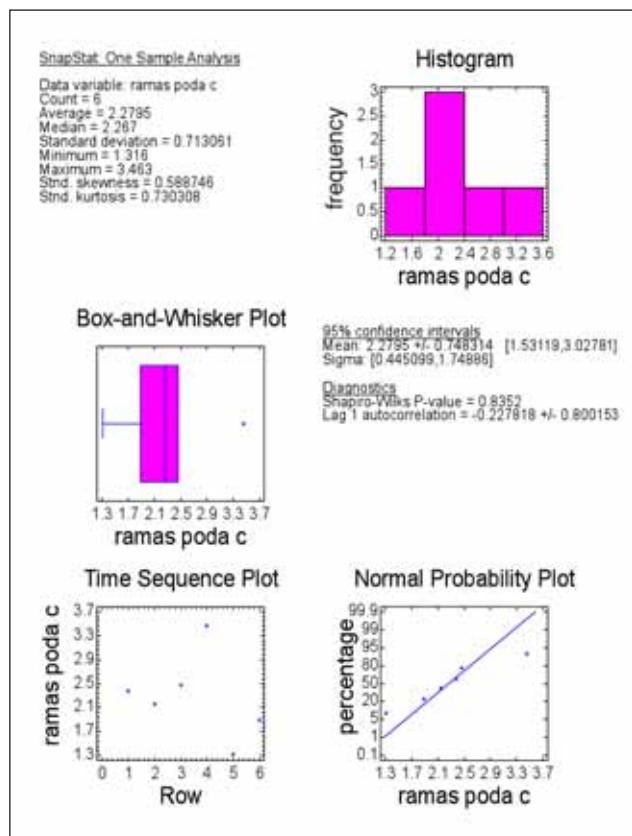 SnapStat: One Sample Analysis
Data variable: ramas poda c
Count = 6
Average = 2.2795
Median = 2.267
Standard deviation = 0.713061
Minimum = 1.316
Maximum = 3.463
Stnd. skewness = 0.588746
Stnd. kurtosis = 0.730308
Histogram
frequency
3
2.5
2
1.5
1
0.5
0
1.2 1.6 2 2.4 2.8 3.2 3.6
ramas poda c
Box-and-Whisker Plot
1.3 1.7 2.1 2.5 2.9 3.3 3.7
ramas poda c
95% confidence intervals
Mean: 2.2795 +/- 0.748314 [1.53119,3.02781]
Sigma: [0.445099,1.74886]
Diagnostics
Shapiro-Wilks P-value = 0.8352
Lag 1 autocorrelation = -0.227818 +/- 0.800153
Time Sequence Plot
ramas poda c
3.7
3.3
2.9
2.5
2.1
1.7
1.3
0 1 2 3 4 5 6
Row
Normal Probability Plot
percentage
99.9
99
95
80
50
20
5
1
0.1
1.3 1.7 2.1 2.5 2.9 3.3 3.7
ramas poda c